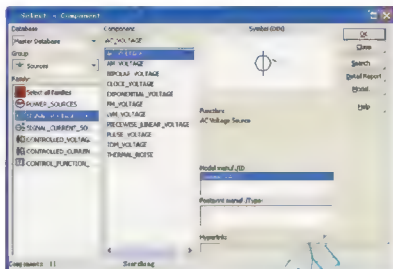 Select a Component
Database
Master Database
Group
Sources
Family
Select all families
POWER_SOURCES
SIGNAL_CURRENT_SO
CONTROLLED_VOLTAG
CONTROLLED_CURREN
CONTROL_FUNCTION_
Component
AC_VOLTAGE
AC_VOLTAGE
AM_VOLTAGE
BIPOLAR_VOLTAGE
CLOCK_VOLTAGE
EXPONENTIAL_VOLTAGE
FM_VOLTAGE
PIECEWISE_LINEAR_VOLTAGE
PULSE_VOLTAGE
TDM_VOLTAGE
THERMAL_NOISE
Symbol (DIN)
Function
AC Voltage Source
Model manuf./ID
Footprint manuf./Type
Hyperlink
OK
Close
Search
Detail Report
Model
Help
Components: 11
Searching